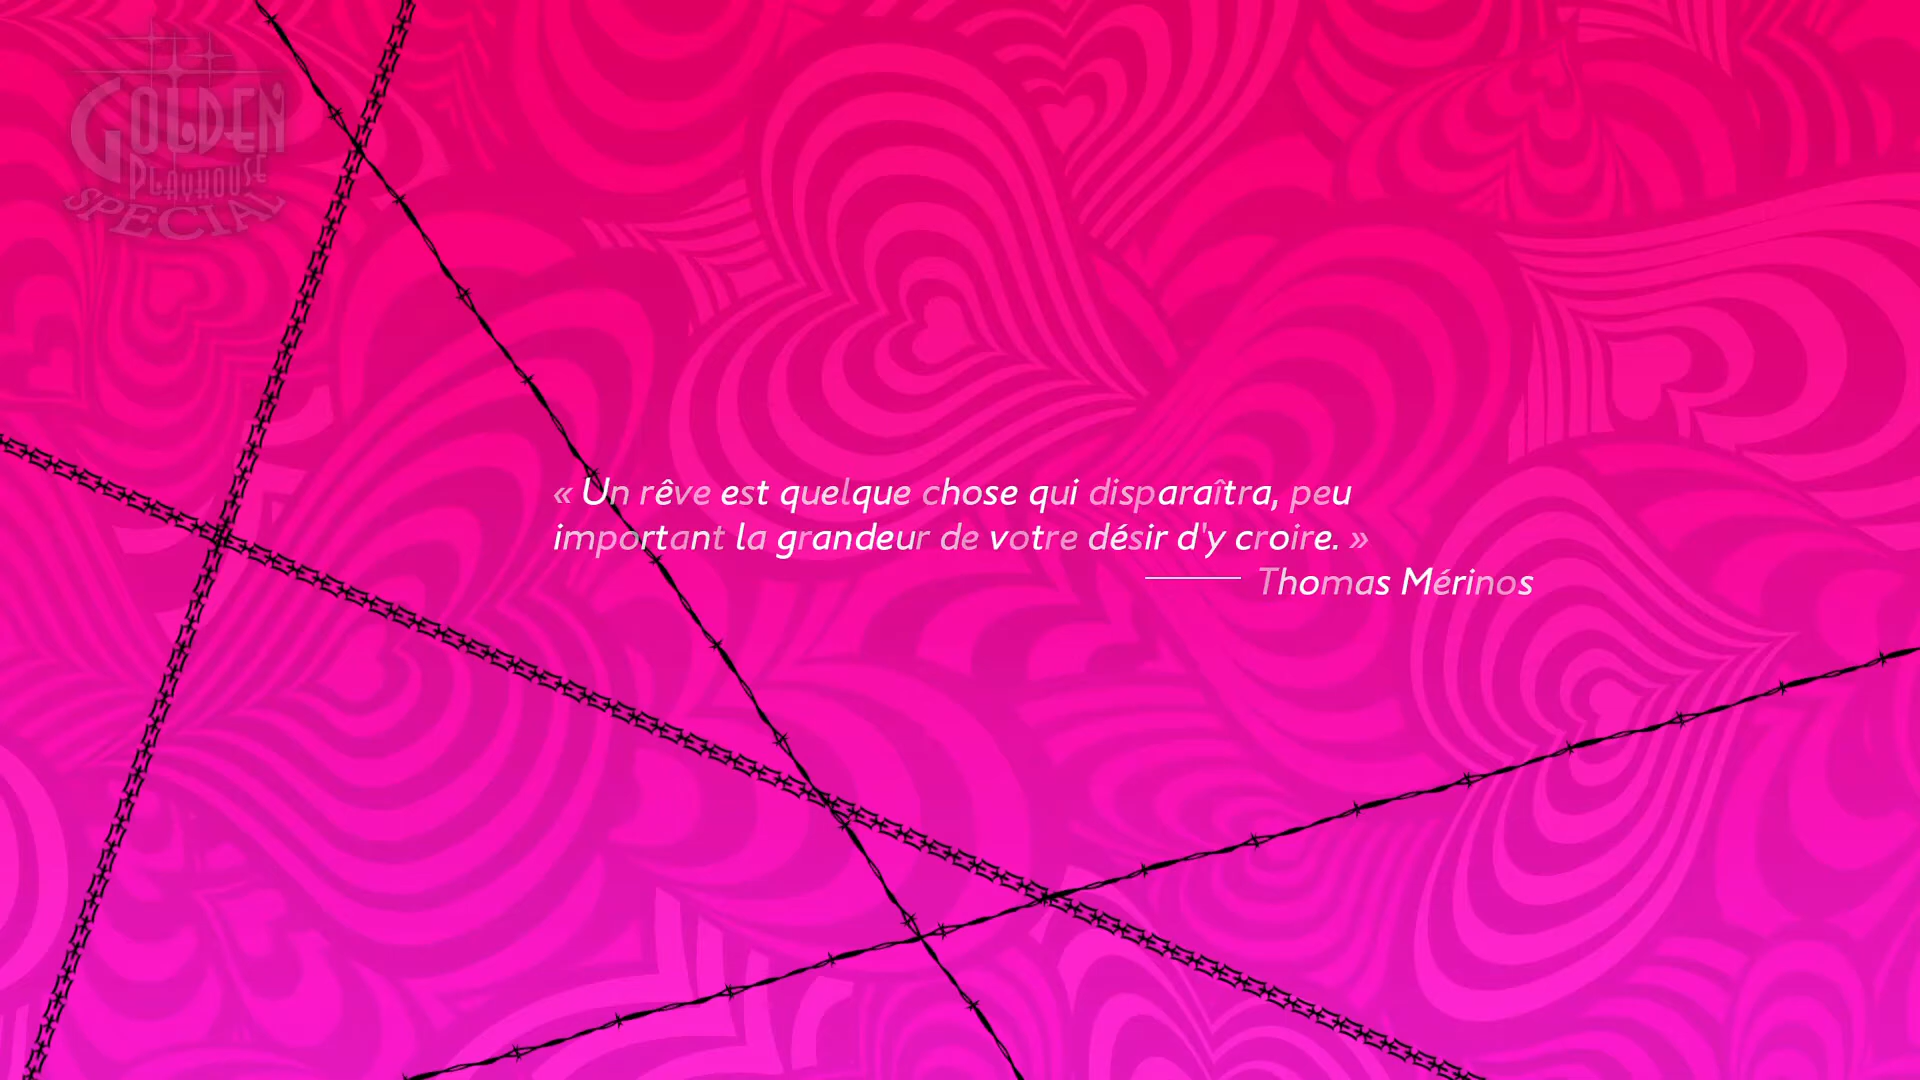 GOLDEN
PLAYHOUSE
SPECIAL
« Un rêve est quelque chose qui disparaîtra, peu
important la grandeur de votre désir d'y croire. »
Thomas Mérinos